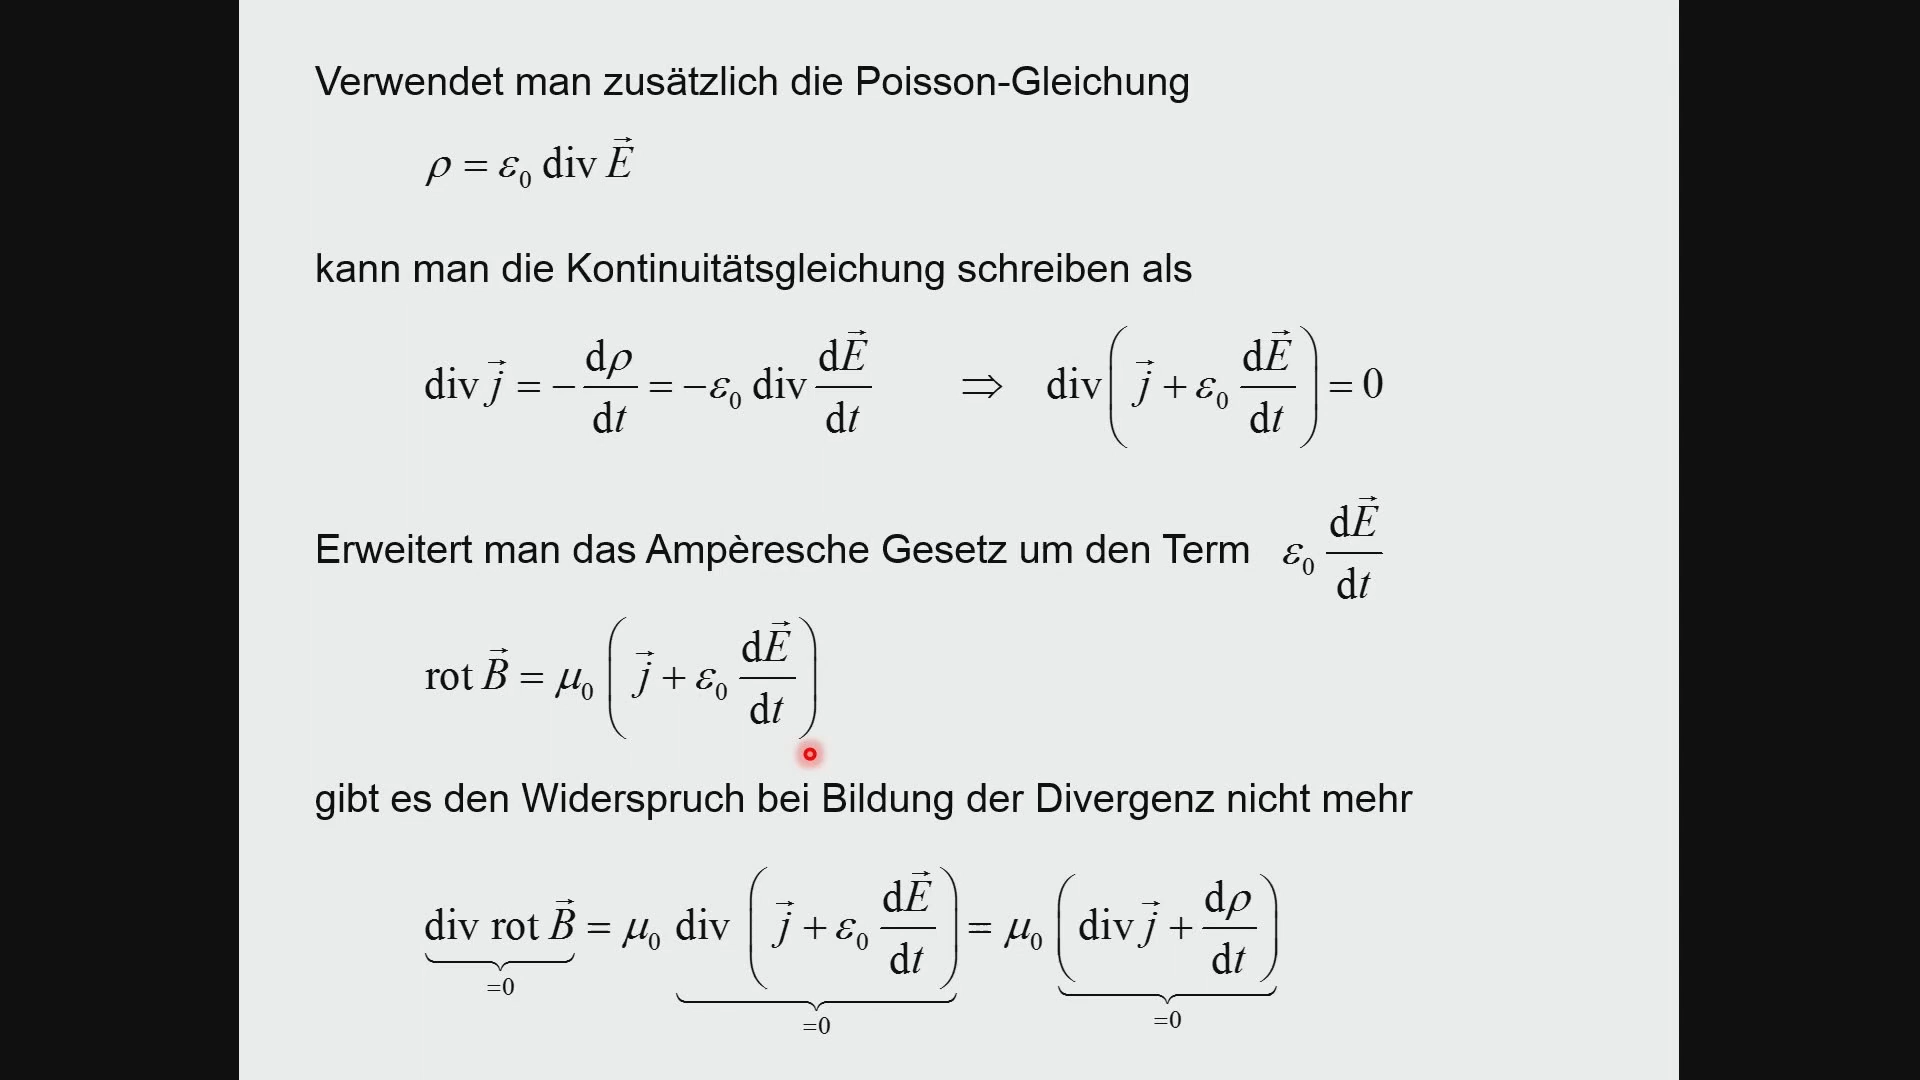 Verwendet man zusätzlich die Poisson-Gleichung
ρ = ε₀ div E⃗
kann man die Kontinuitätsgleichung schreiben als
div j⃗ = − dρ/dt = −ε₀ div dE⃗/dt ⇒ div( j⃗ + ε₀ dE⃗/dt ) = 0
Erweitert man das Ampèresche Gesetz um den Term ε₀ dE⃗/dt
rot B⃗ = μ₀ ( j⃗ + ε₀ dE⃗/dt )
gibt es den Widerspruch bei Bildung der Divergenz nicht mehr
div rot B⃗ = μ₀ div ( j⃗ + ε₀ dE⃗/dt ) = μ₀ ( div j⃗ + dρ/dt )
=0 =0 =0